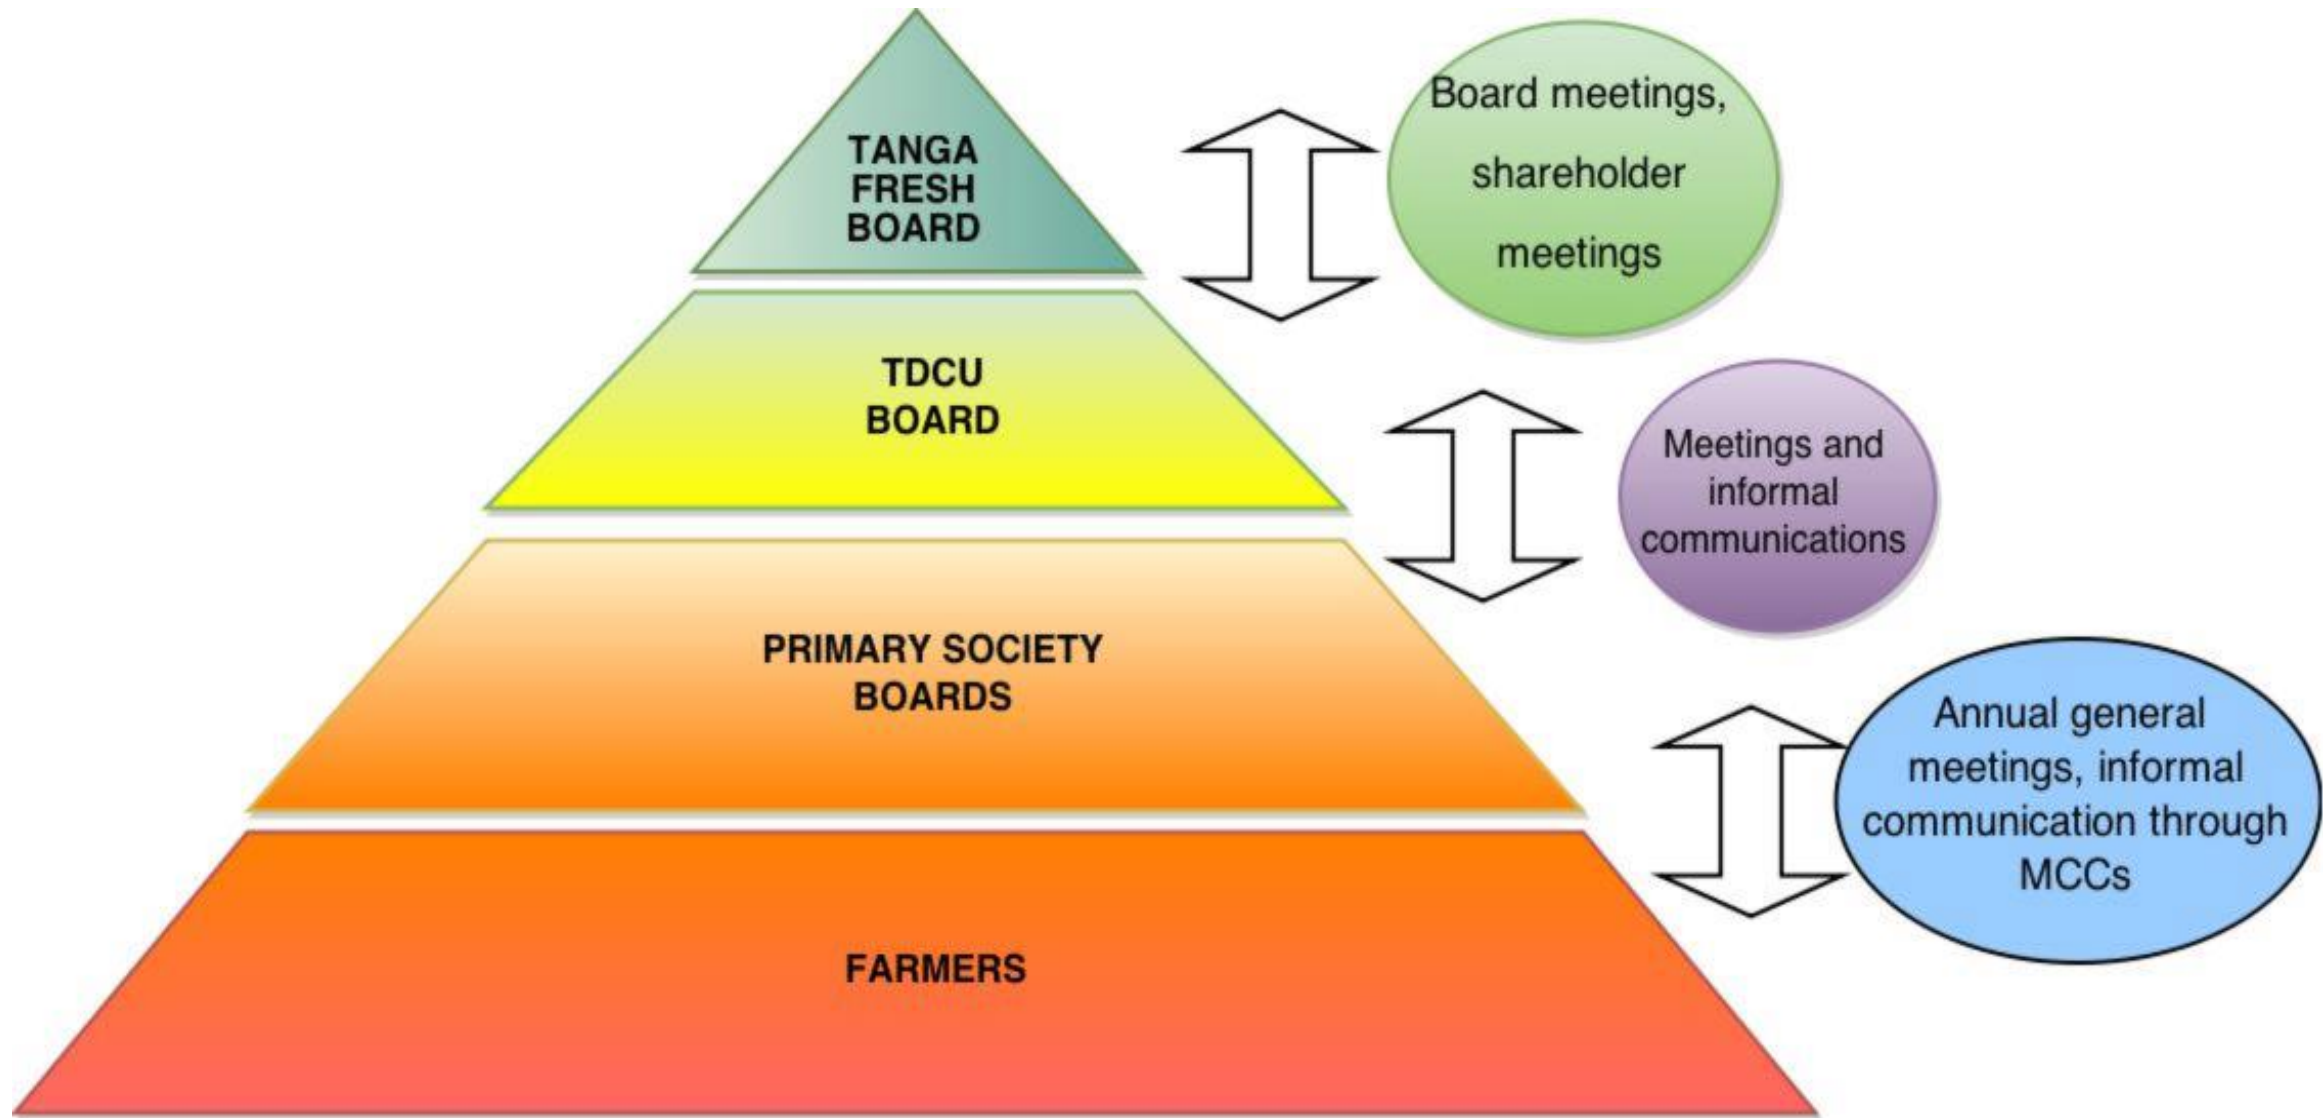 TANGA
FRESH
BOARD
Board meetings,
shareholder
meetings
TDCU
BOARD
Meetings and
informal
communications
PRIMARY SOCIETY
BOARDS
Annual general
meetings, informal
communication through
MCCs
FARMERS